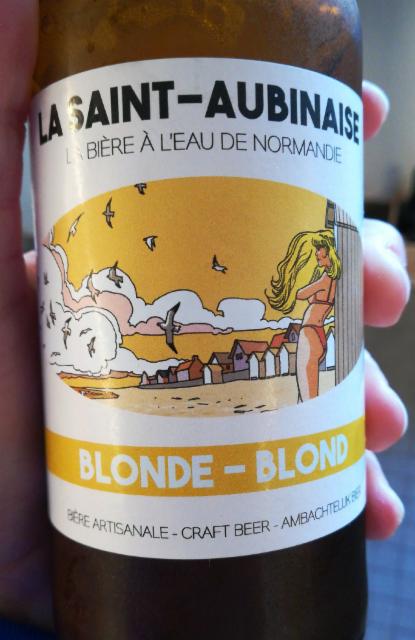 LA SAINT-AUBINAISE
LA BIÈRE À L'EAU DE NORMANDIE
BLONDE - BLOND
BIÈRE ARTISANALE - CRAFT BEER - AMBACHTELIJK BIER